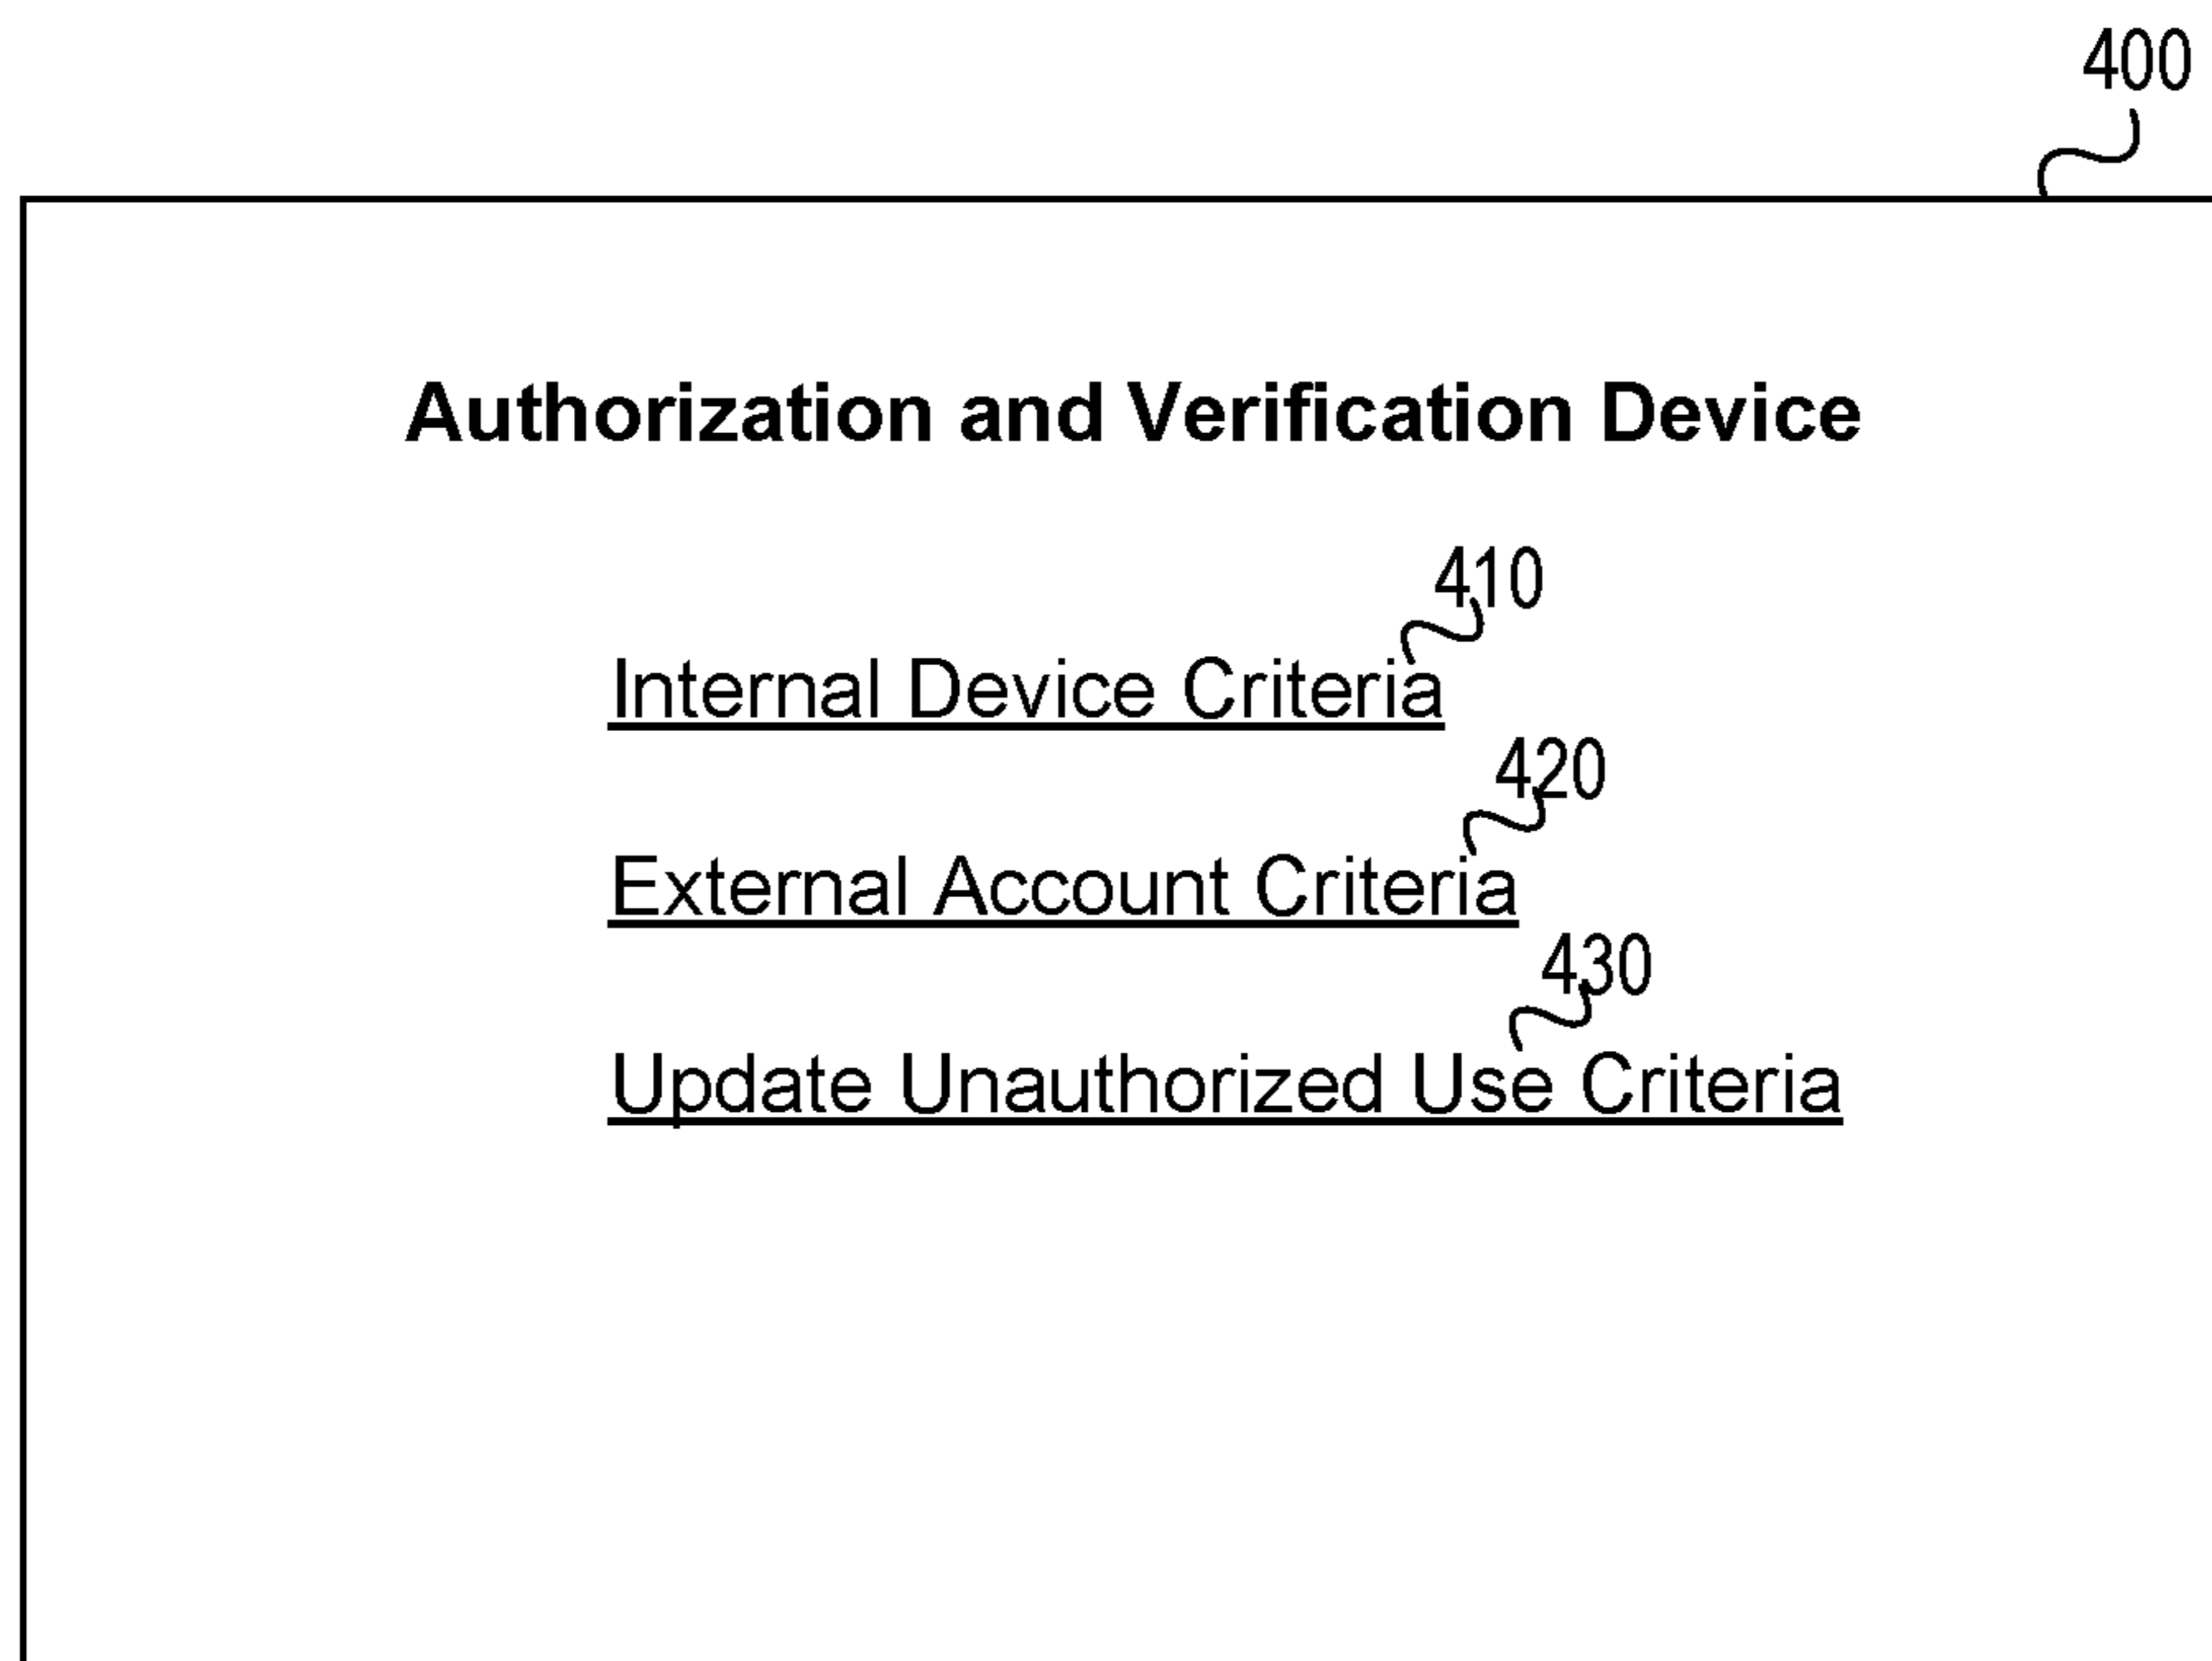 400
Authorization and Verification Device
410
Internal Device Criteria
420
External Account Criteria
430
Update Unauthorized Use Criteria